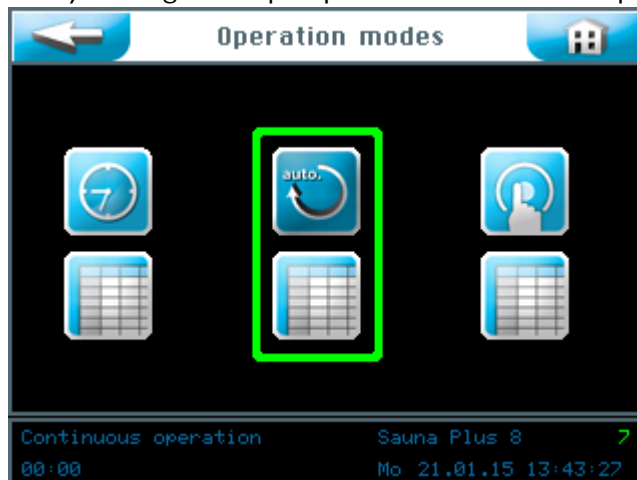 Operation modes
auto.
Continuous operation
Sauna Plus 8 7
00:00
Mo 21.01.15 13:43:27